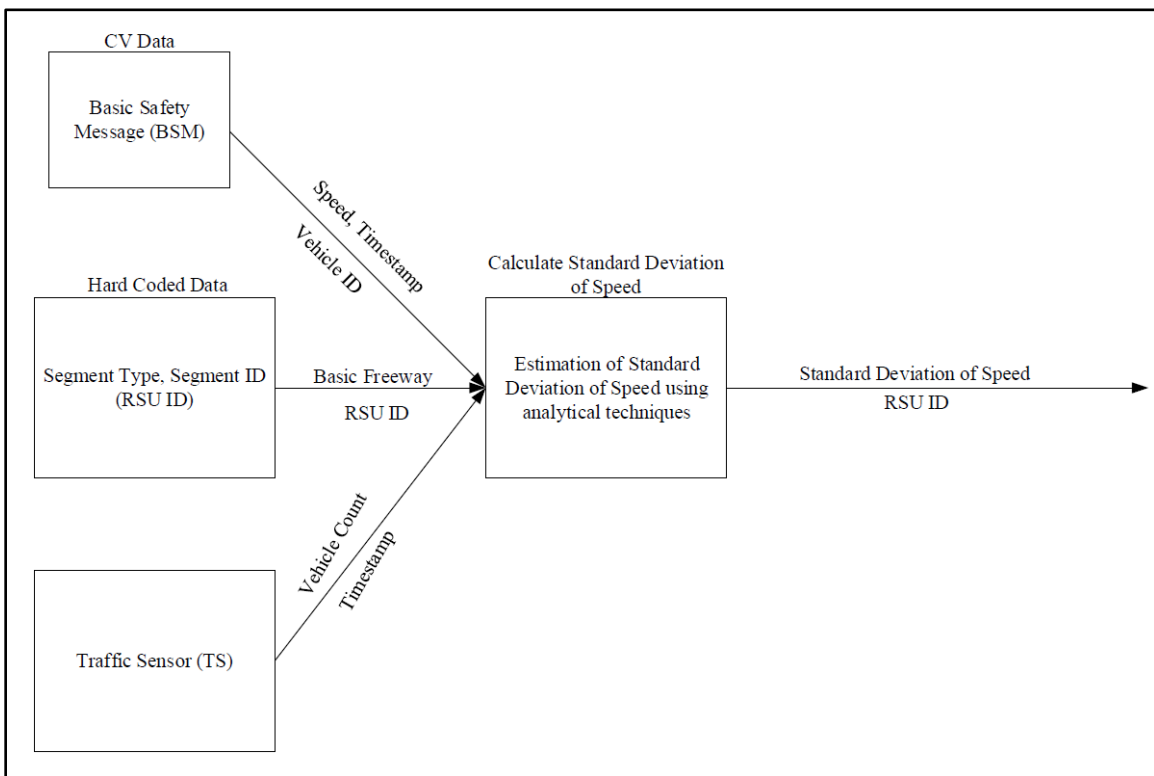 CV Data
Basic Safety
Message (BSM)
Speed, Timestamp
Vehicle ID
Hard Coded Data
Segment Type, Segment ID
(RSU ID)
Basic Freeway
RSU ID
Traffic Sensor (TS)
Vehicle Count
Timestamp
Calculate Standard Deviation
of Speed
Estimation of Standard
Deviation of Speed using
analytical techniques
Standard Deviation of Speed
RSU ID